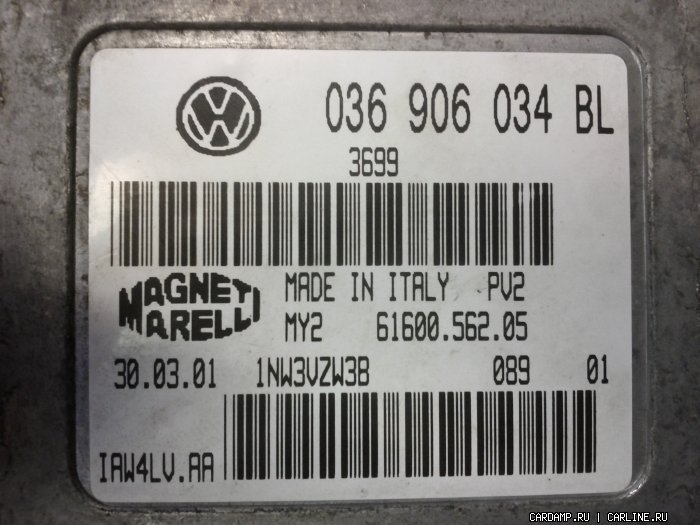 036 906 034 BL
3699
MAGNETI MARELLI
MADE IN ITALY PV2
MY2 61600.562.05
30.03.01 1NW3VZW3B 089 01
IAW4LV.AA
CARDAMP.RU | CARLINE.RU